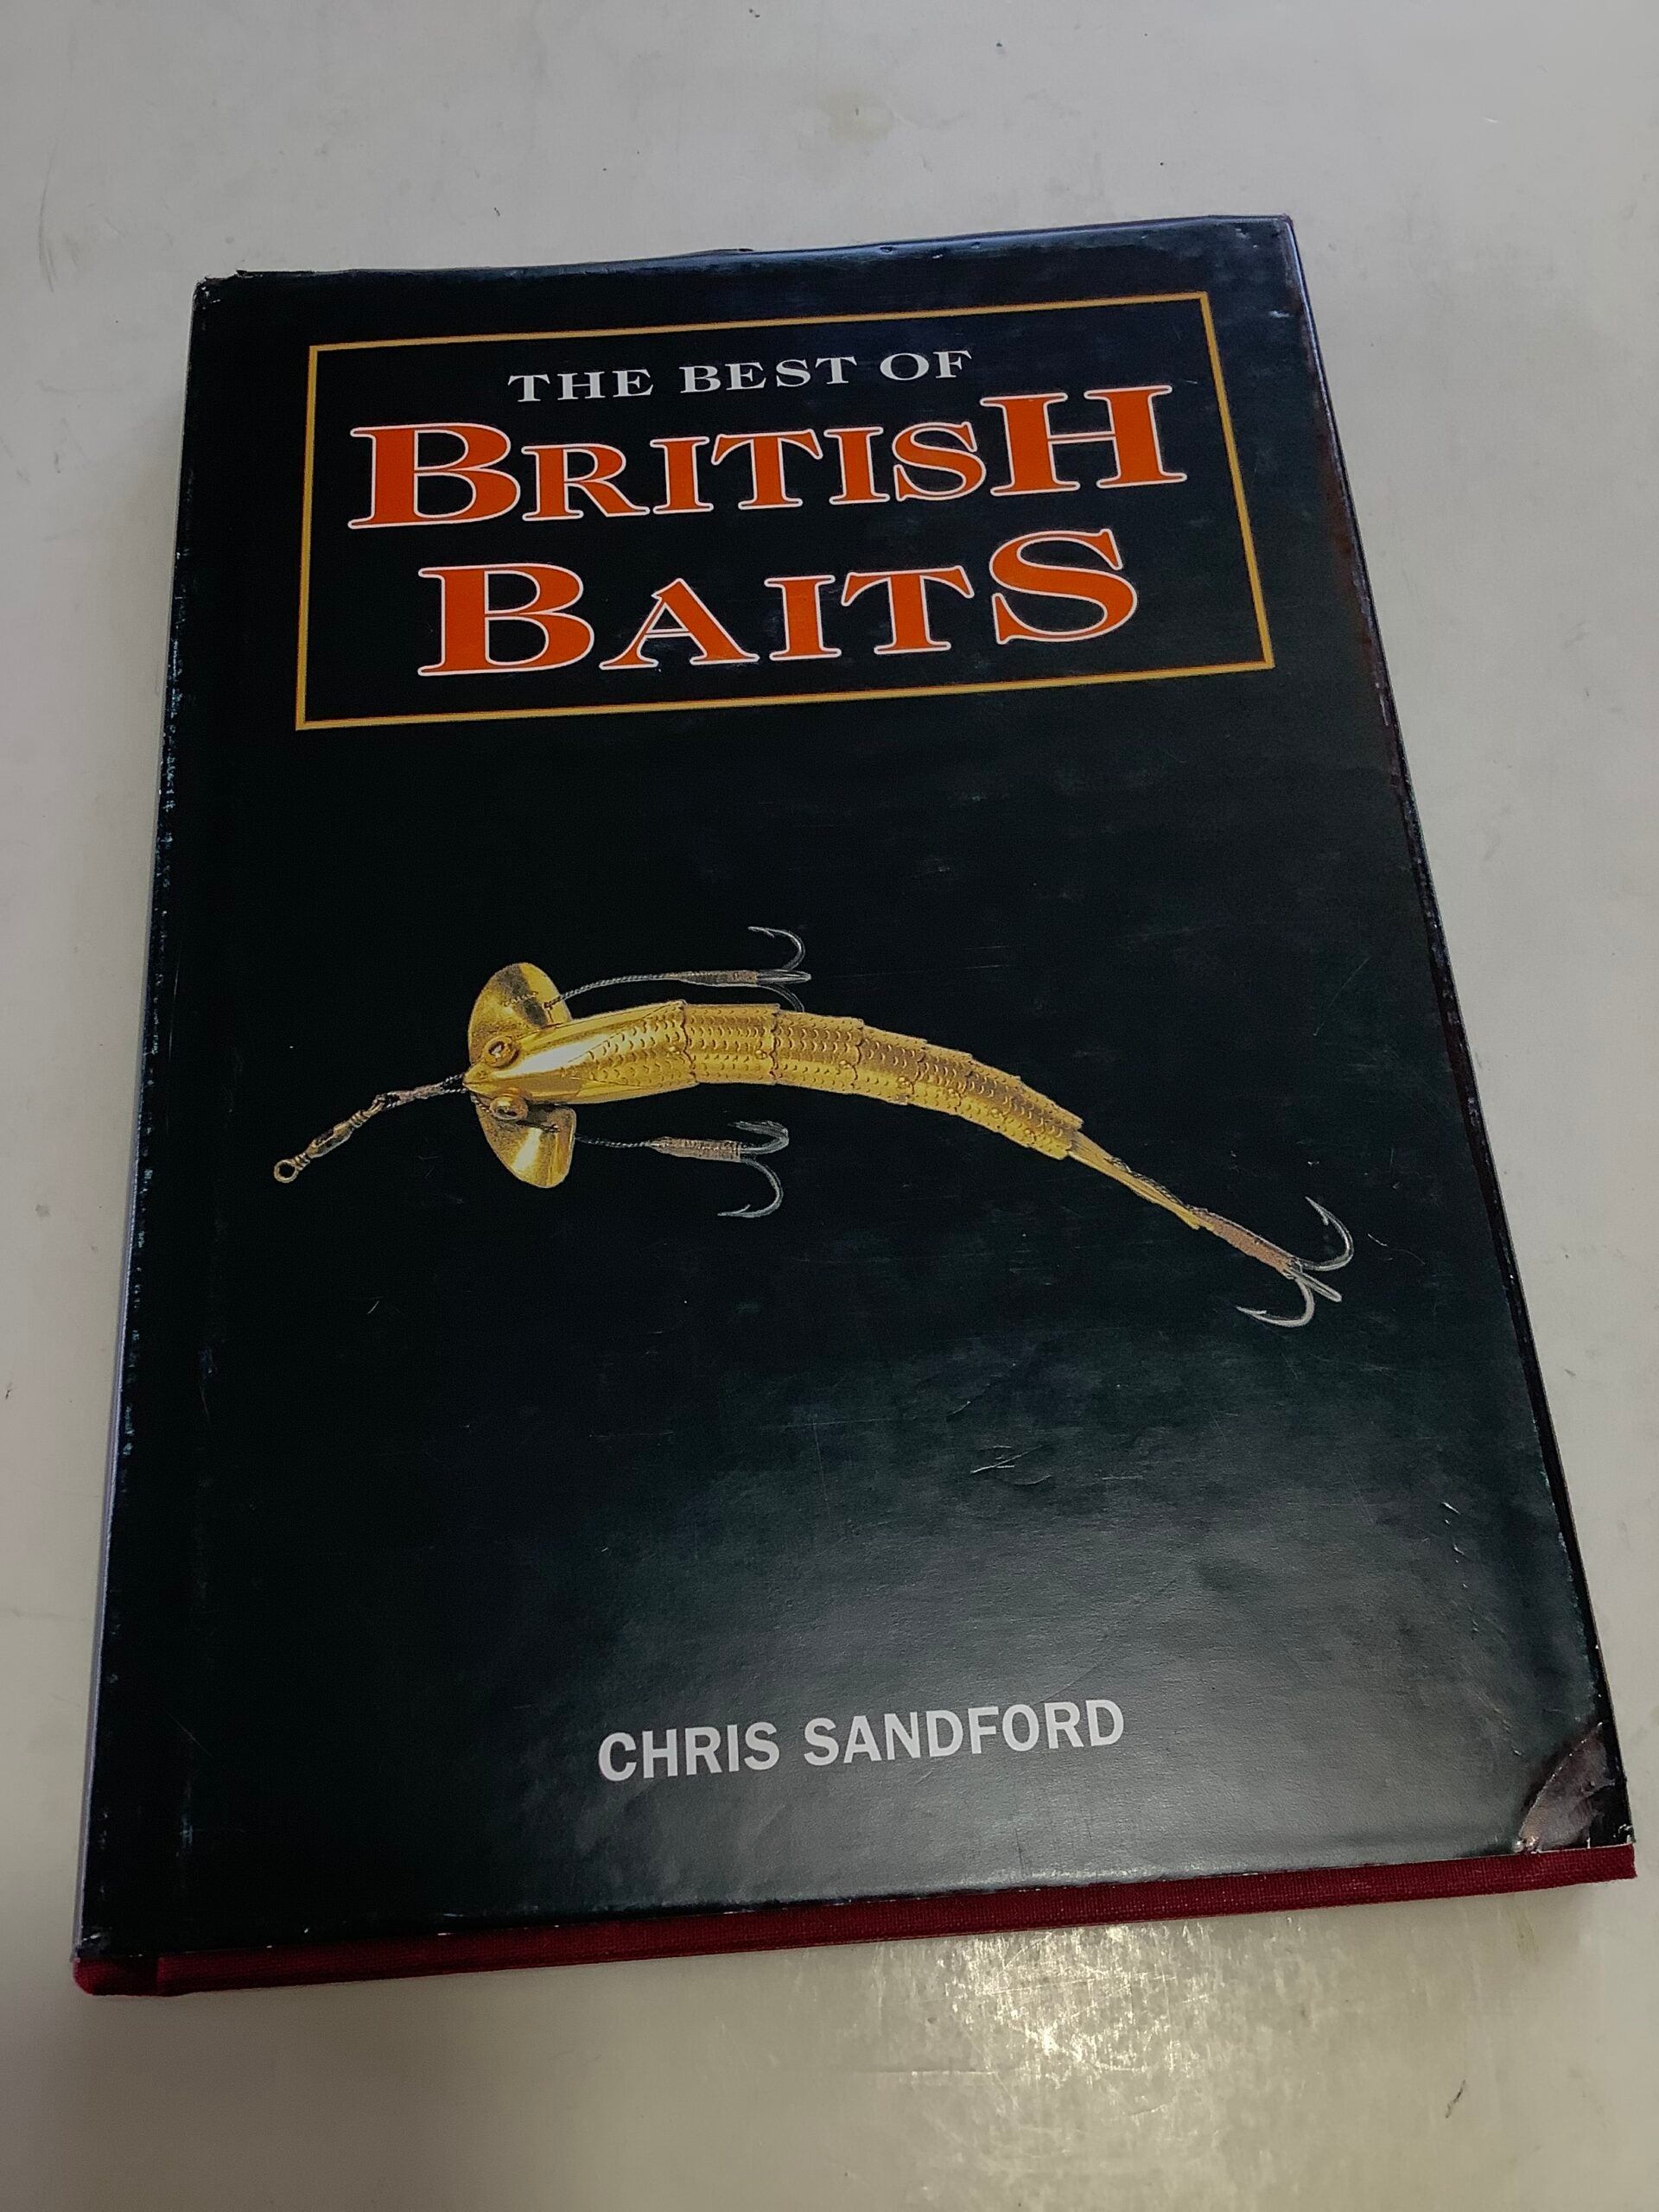 THE BEST OF
BRITISH
BAITS
CHRIS SANDFORD